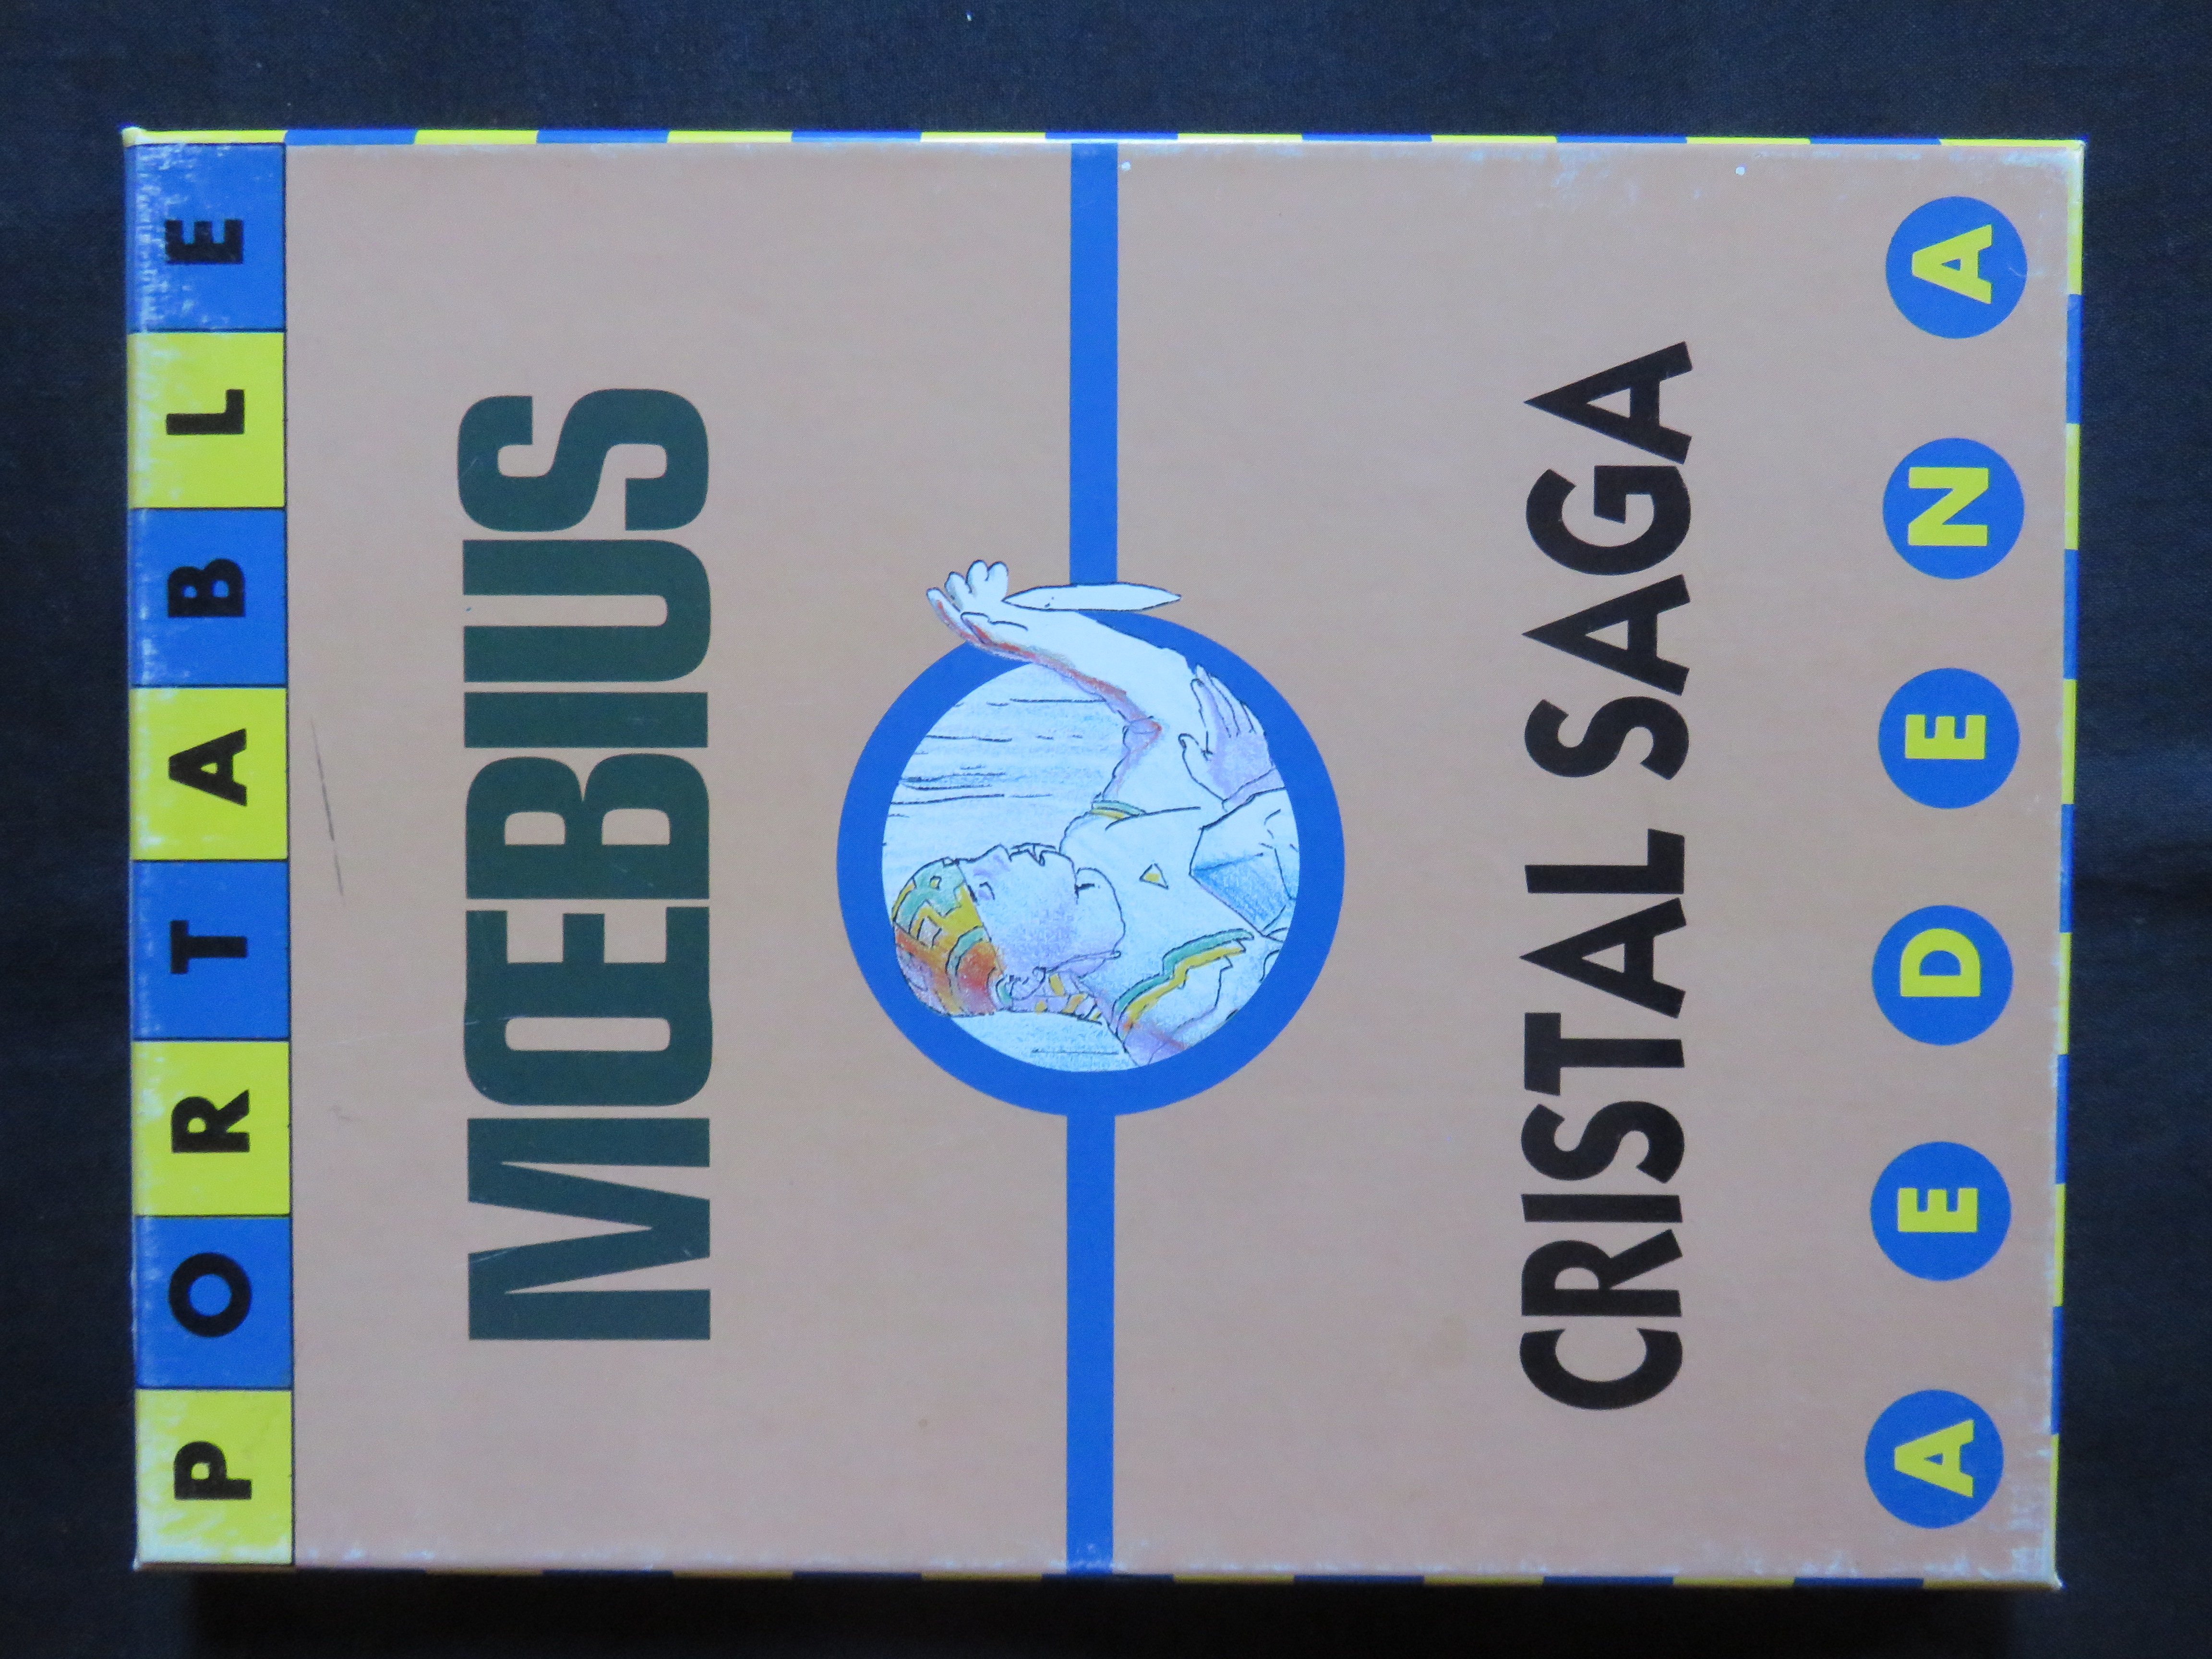 PORTABLE
MŒBIUS
CRISTAL SAGA
AEDENA